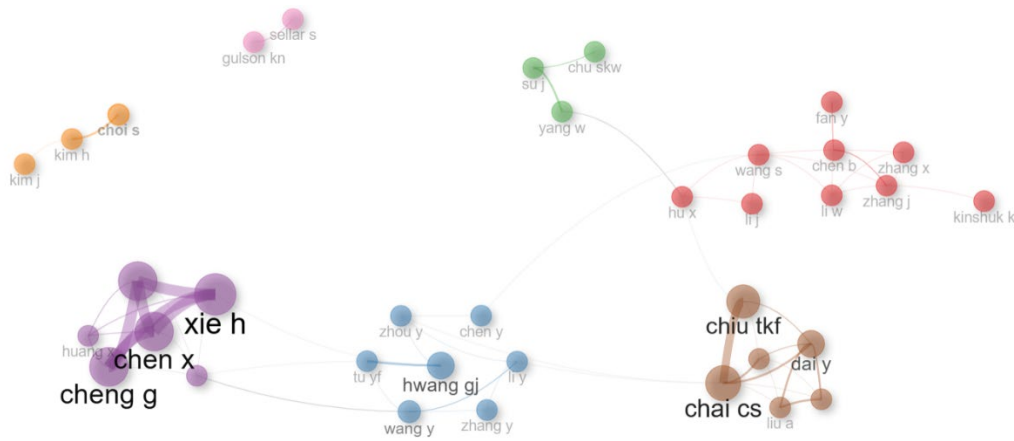 sellar s
gulson kn
chu skw
su j
yang w
choi s
kim h
kim j
fan y
wang s
chen b
zhang x
hu x
li j
li w
zhang j
kinshuk k
xie h
huang x
chen x
cheng g
zhou y
chen y
tu yf
hwang gj
li y
wang y
zhang y
chiu tkf
dai y
chai cs
liu a